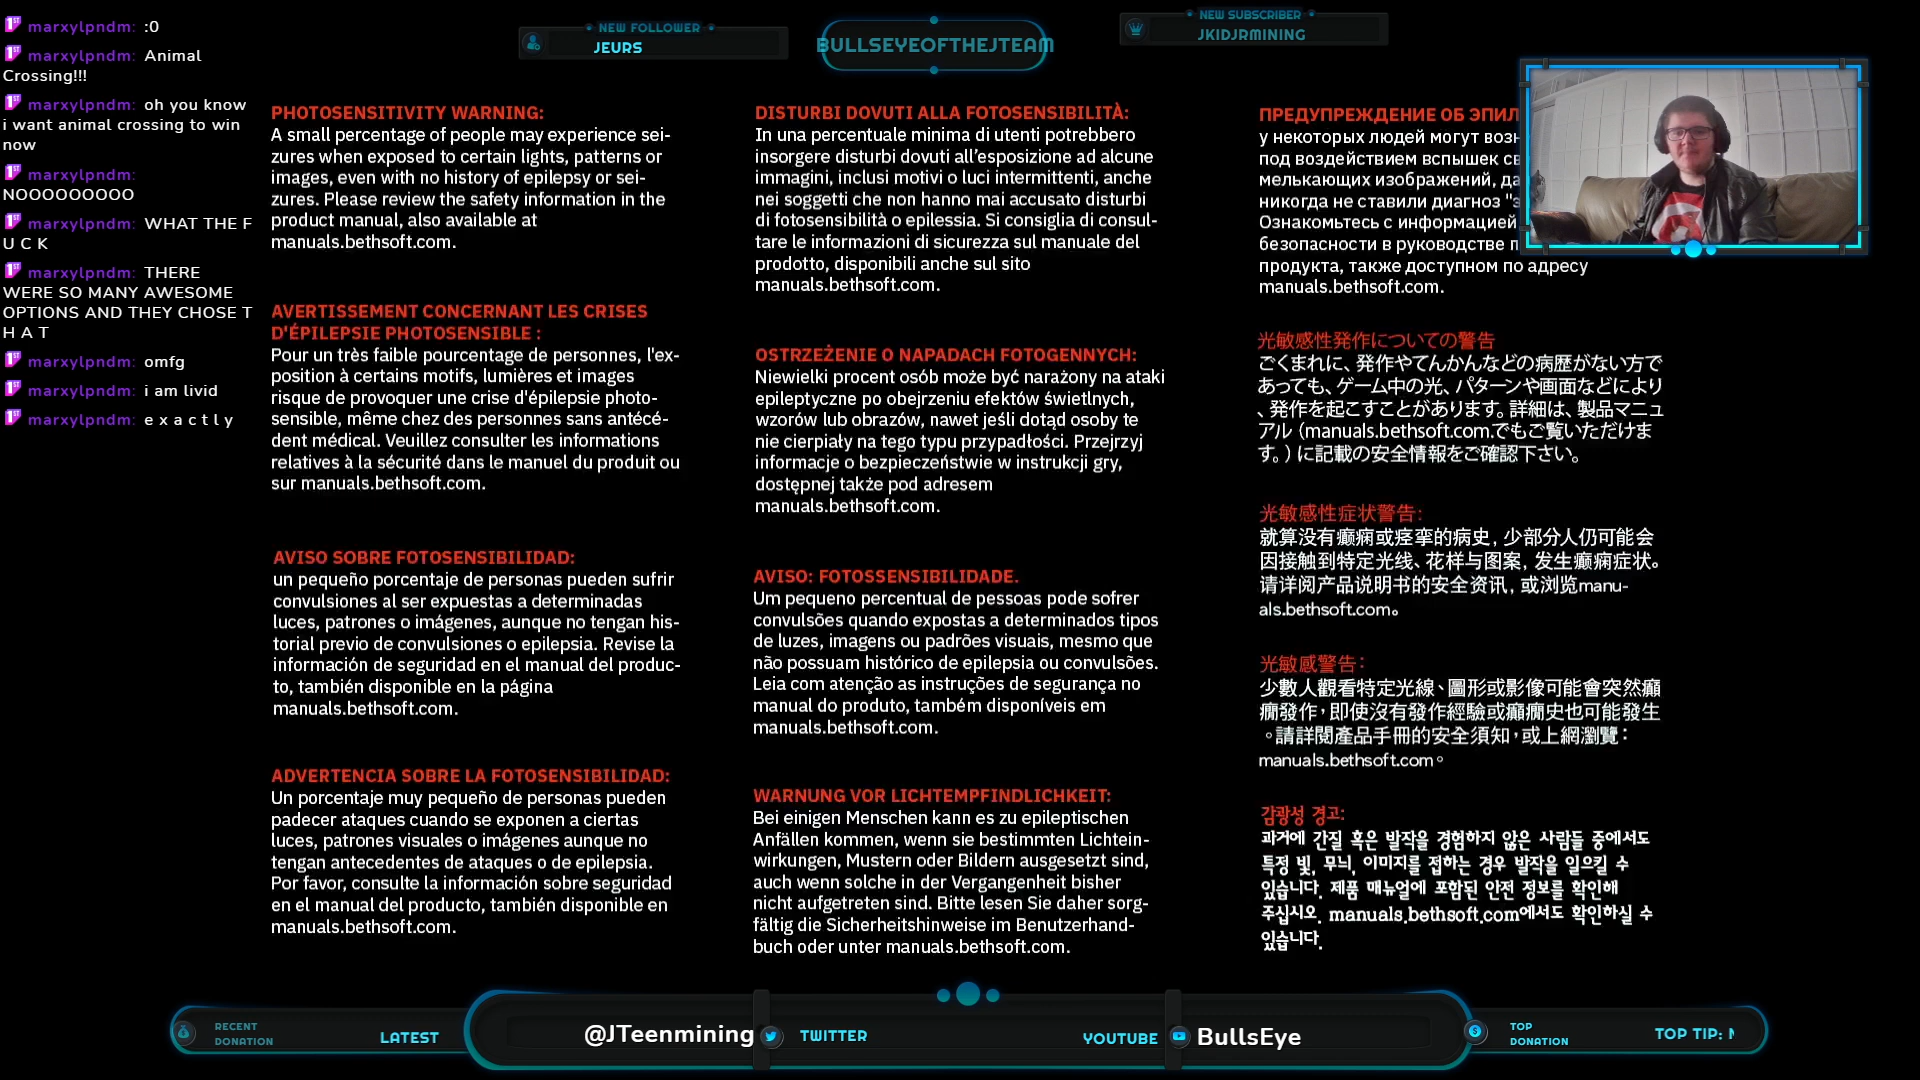 marxylpndm: :0
marxylpndm: Animal
Crossing!!!
marxylpndm: oh you know
i want animal crossing to win
now
marxylpndm:
NOOOOOOOOO
marxylpndm: WHAT THE F
U C K
marxylpndm: THERE
WERE SO MANY AWESOME
OPTIONS AND THEY CHOSE T
H A T
marxylpndm: omfg
marxylpndm: i am livid
marxylpndm: e x a c t l y
NEW FOLLOWER
JEURS
BULLSEYEOFTHEJTEAM
NEW SUBSCRIBER
JKIDJRMINING
PHOTOSENSITIVITY WARNING:
A small percentage of people may experience sei-
zures when exposed to certain lights, patterns or
images, even with no history of epilepsy or sei-
zures. Please review the safety information in the
product manual, also available at
manuals.bethsoft.com.
AVERTISSEMENT CONCERNANT LES CRISES
D'ÉPILEPSIE PHOTOSENSIBLE :
Pour un très faible pourcentage de personnes, l'ex-
position à certains motifs, lumières et images
risque de provoquer une crise d'épilepsie photo-
sensible, même chez des personnes sans antécé-
dent médical. Veuillez consulter les informations
relatives à la sécurité dans le manuel du produit ou
sur manuals.bethsoft.com.
AVISO SOBRE FOTOSENSIBILIDAD:
un pequeño porcentaje de personas pueden sufrir
convulsiones al ser expuestas a determinadas
luces, patrones o imágenes, aunque no tengan his-
torial previo de convulsiones o epilepsia. Revise la
información de seguridad en el manual del produc-
to, también disponible en la página
manuals.bethsoft.com.
ADVERTENCIA SOBRE LA FOTOSENSIBILIDAD:
Un porcentaje muy pequeño de personas pueden
padecer ataques cuando se exponen a ciertas
luces, patrones visuales o imágenes aunque no
tengan antecedentes de ataques o de epilepsia.
Por favor, consulte la información sobre seguridad
en el manual del producto, también disponible en
manuals.bethsoft.com.
DISTURBI DOVUTI ALLA FOTOSENSIBILITÀ:
In una percentuale minima di utenti potrebbero
insorgere disturbi dovuti all'esposizione ad alcune
immagini, inclusi motivi o luci intermittenti, anche
nei soggetti che non hanno mai accusato disturbi
di fotosensibilità o epilessia. Si consiglia di consul-
tare le informazioni di sicurezza sul manuale del
prodotto, disponibili anche sul sito
manuals.bethsoft.com.
OSTRZEŻENIE O NAPADACH FOTOGENNYCH:
Niewielki procent osób może być narażony na ataki
epileptyczne po obejrzeniu efektów świetlnych,
wzorów lub obrazów, nawet jeśli dotąd osoby te
nie cierpiały na tego typu przypadłości. Przejrzyj
informacje o bezpieczeństwie w instrukcji gry,
dostępnej także pod adresem
manuals.bethsoft.com.
AVISO: FOTOSSENSIBILIDADE.
Um pequeno percentual de pessoas pode sofrer
convulsões quando expostas a determinados tipos
de luzes, imagens ou padrões visuais, mesmo que
não possuam histórico de epilepsia ou convulsões.
Leia com atenção as instruções de segurança no
manual do produto, também disponíveis em
manuals.bethsoft.com.
WARNUNG VOR LICHTEMPFINDLICHKEIT:
Bei einigen Menschen kann es zu epileptischen
Anfällen kommen, wenn sie bestimmten Lichtein-
wirkungen, Mustern oder Bildern ausgesetzt sind,
auch wenn solche in der Vergangenheit bisher
nicht aufgetreten sind. Bitte lesen Sie daher sorg-
fältig die Sicherheitshinweise im Benutzerhand-
buch oder unter manuals.bethsoft.com.
ПРЕДУПРЕЖДЕНИЕ ОБ
у некоторых людей могут
под воздействием вспышек
мелькающих изображений,
никогда не ставили диагноз
Ознакомьтесь с информацией
безопасности в руководстве
продукта, также доступном по адресу
manuals.bethsoft.com.
光敏感性発作についての警告
ごくまれに、発作やてんかんなどの病歴がない方で
あっても、ゲーム中の光、パターンや画面などにより
、発作を起こすことがあります。詳細は、製品マニュ
アル（manuals.bethsoft.com.でもご覧いただけま
す。）に記載の安全情報をご確認下さい。
光敏感性症状警告:
就算没有癫痫或痉挛的病史，少部分人仍可能会
因接触到特定光线、花样与图案，发生癫痫症状。
请详阅产品说明书的安全资讯，或浏览manu-
als.bethsoft.com。
光敏感警告：
少數人觀看特定光線、圖形或影像可能會突然癲
癇發作，即使沒有發作經驗或癲癇史也可能發生
。請詳閱產品手冊的安全須知，或上網瀏覽：
manuals.bethsoft.com。
감광성 경고:
과거에 간질 혹은 발작을 경험하지 않은 사람들 중에서도
특정 빛, 무늬, 이미지를 접하는 경우 발작을 일으킬 수
있습니다. 제품 매뉴얼에 포함된 안전 정보를 확인해
주십시오. manuals.bethsoft.com에서도 확인하실 수
있습니다.
RECENT
DONATION
LATEST
@JTeenmining
TWITTER
YOUTUBE
BullsEye
TOP
DONATION
TOP TIP: